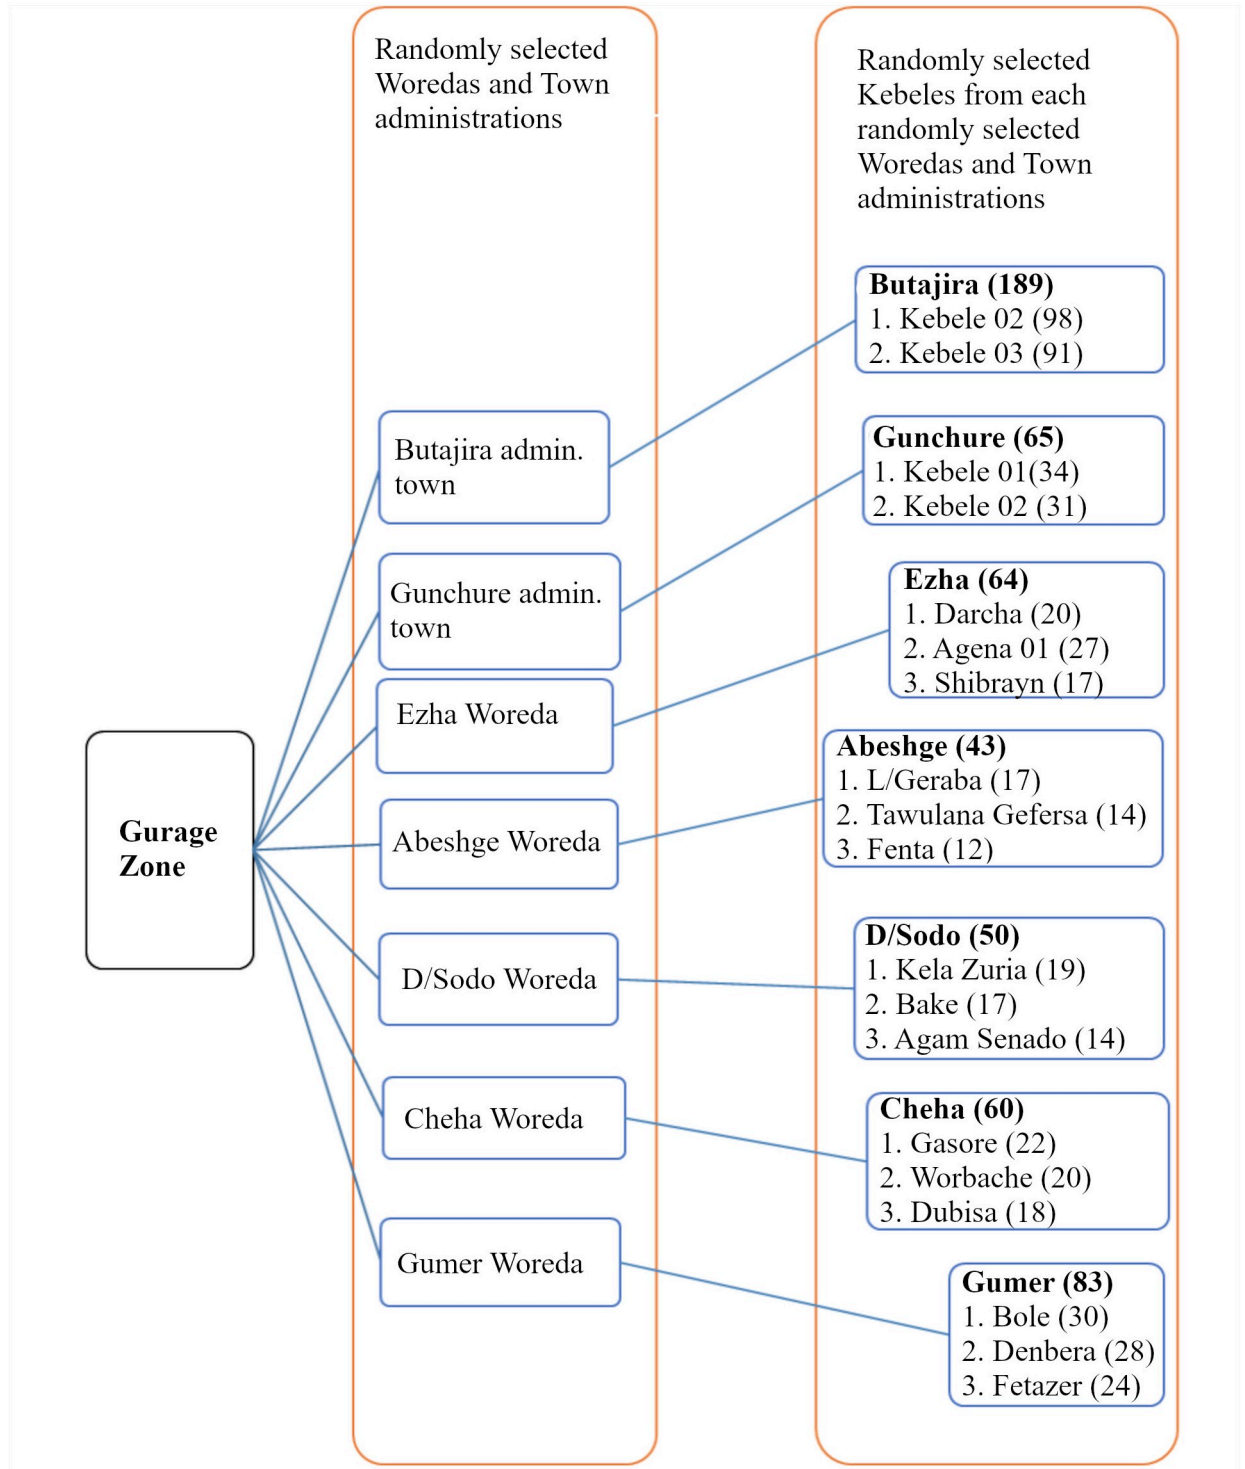 Randomly selected
Woredas and Town
administrations
Randomly selected
Kebeles from each
randomly selected
Woredas and Town
administrations
Gurage
Zone
Butajira admin.
town
Gunchure admin.
town
Ezha Woreda
Abeshge Woreda
D/Sodo Woreda
Cheha Woreda
Gumer Woreda
Butajira (189)
1. Kebele 02 (98)
2. Kebele 03 (91)
Gunchure (65)
1. Kebele 01(34)
2. Kebele 02 (31)
Ezha (64)
1. Darcha (20)
2. Agena 01 (27)
3. Shibrayn (17)
Abeshge (43)
1. L/Geraba (17)
2. Tawulana Gefersa (14)
3. Fenta (12)
D/Sodo (50)
1. Kela Zuria (19)
2. Bake (17)
3. Agam Senado (14)
Cheha (60)
1. Gasore (22)
2. Worbache (20)
3. Dubisa (18)
Gumer (83)
1. Bole (30)
2. Denbera (28)
3. Fetazer (24)